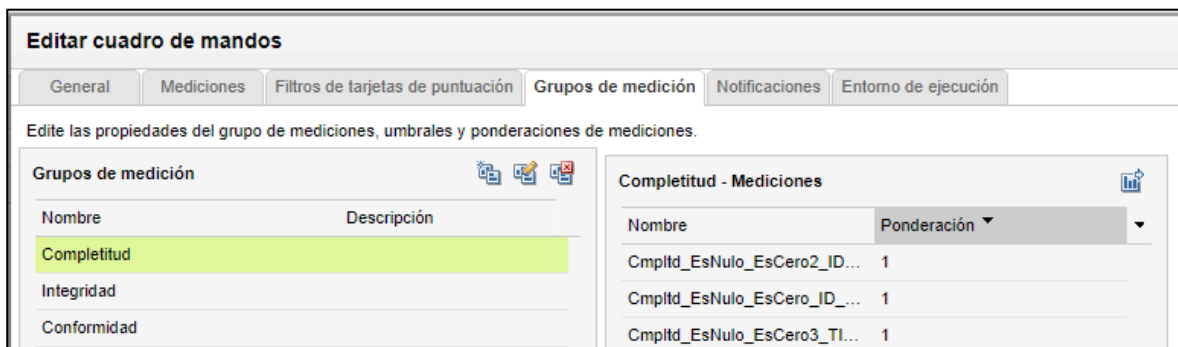 Editar cuadro de mandos
General Mediciones Filtros de tarjetas de puntuación Grupos de medición Notificaciones Entorno de ejecución
Edite las propiedades del grupo de mediciones, umbrales y ponderaciones de mediciones.
Grupos de medición
Nombre Descripción
Completitud
Integridad
Conformidad
Completitud - Mediciones
Nombre Ponderación
Cmpltd_EsNulo_EsCero2_ID... 1
Cmpltd_EsNulo_EsCero_ID_... 1
Cmpltd_EsNulo_EsCero3_TI... 1